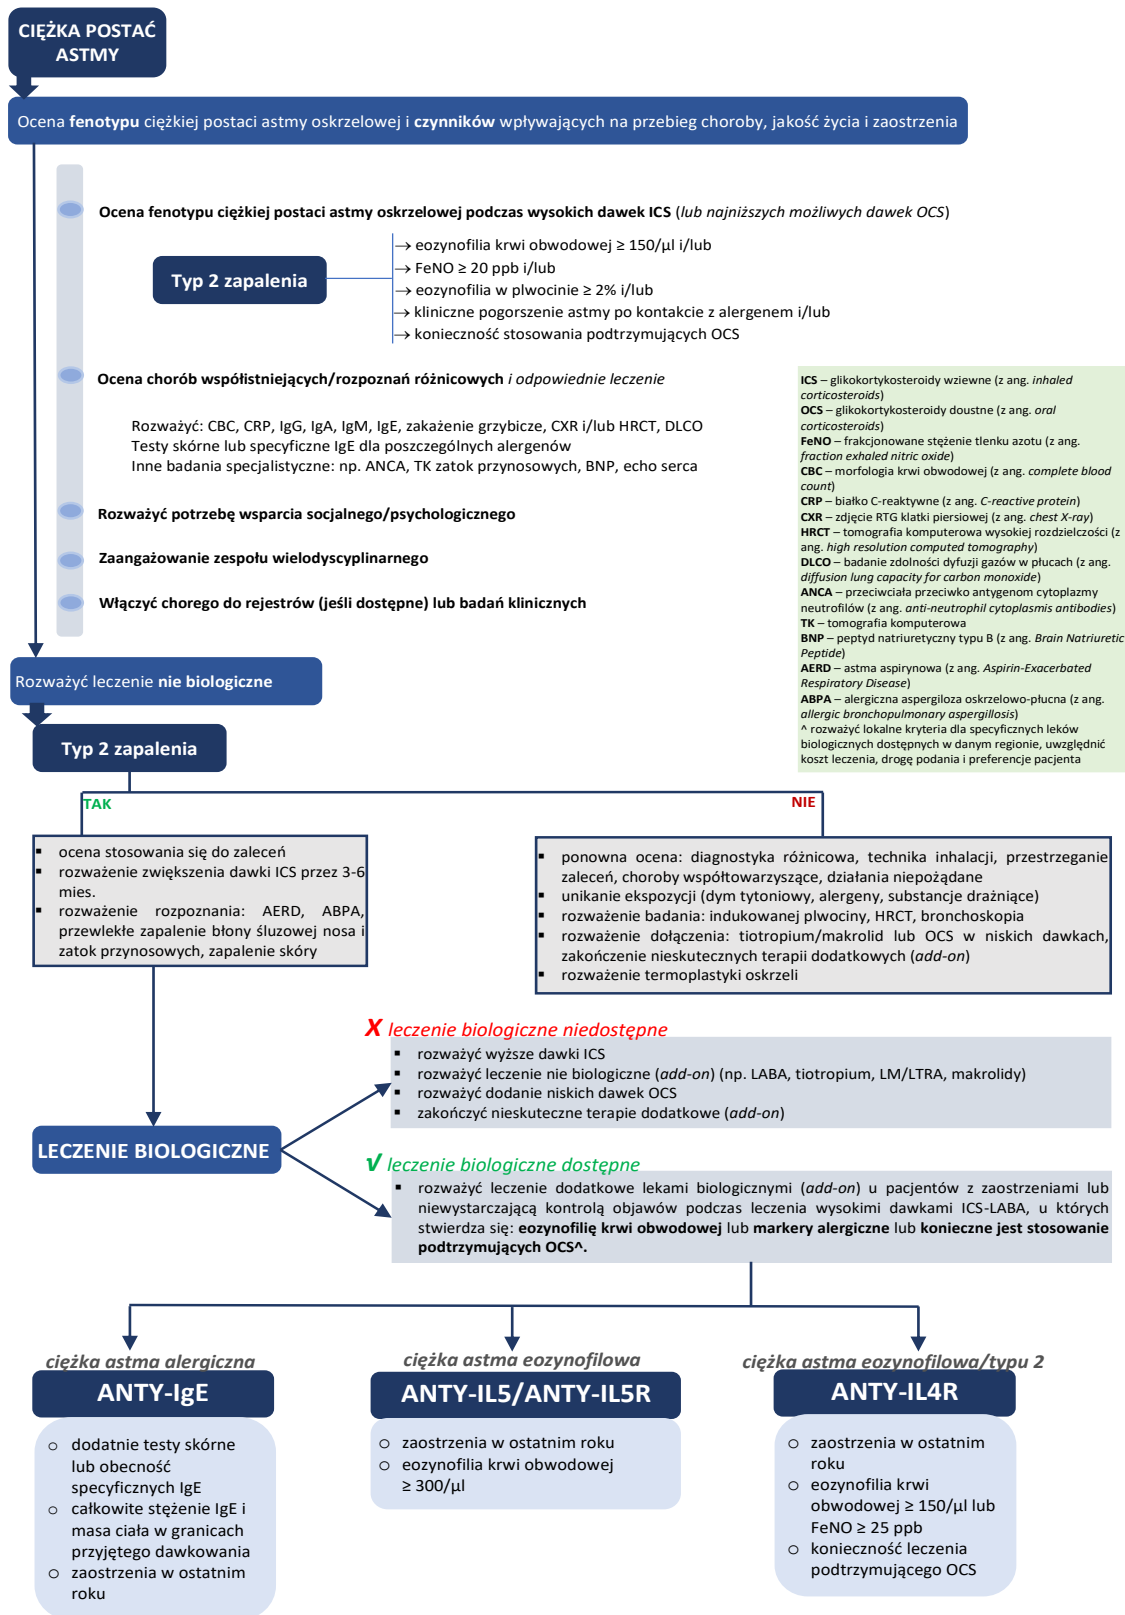 CIĘŻKA POSTAĆ
ASTMY
Ocena fenotypu ciężkiej postaci astmy oskrzelowej i czynników wpływających na przebieg choroby, jakość życia i zaostrzenia
Ocena fenotypu ciężkiej postaci astmy oskrzelowej podczas wysokich dawek ICS (lub najniższych możliwych dawek OCS)
Typ 2 zapalenia
→ eozynofilia krwi obwodowej ≥ 150/µl i/lub
→ FeNO ≥ 20 ppb i/lub
→ eozynofilia w plwocinie ≥ 2% i/lub
→ kliniczne pogorszenie astmy po kontakcie z alergenem i/lub
→ konieczność stosowania podtrzymujących OCS
Ocena chorób współistniejących/rozpoznań różnicowych i odpowiednie leczenie
Rozważyć: CBC, CRP, IgG, IgA, IgM, IgE, zakażenie grzybicze, CXR i/lub HRCT, DLCO
Testy skórne lub specyficzne IgE dla poszczególnych alergenów
Inne badania specjalistyczne: np. ANCA, TK zatok przynosowych, BNP, echo serca
Rozważyć potrzebę wsparcia socjalnego/psychologicznego
Zaangażowanie zespołu wielodyscyplinarnego
Włączyć chorego do rejestrów (jeśli dostępne) lub badań klinicznych
ICS – glikokortykosteroidy wziewne (z ang. inhaled
corticosteroids)
OCS – glikokortykosteroidy doustne (z ang. oral
corticosteroids)
FeNO – frakcjonowane stężenie tlenku azotu (z ang.
fraction exhaled nitric oxide)
CBC – morfologia krwi obwodowej (z ang. complete blood
count)
CRP – białko C-reaktywne (z ang. C-reactive protein)
CXR – zdjęcie RTG klatki piersiowej (z ang. chest X-ray)
HRCT – tomografia komputerowa wysokiej rozdzielczości (z
ang. high resolution computed tomography)
DLCO – badanie zdolności dyfuzji gazów w płucach (z ang.
diffusion lung capacity for carbon monoxide)
ANCA – przeciwciała przeciwko antygenom cytoplazmy
neutrofilów (z ang. anti-neutrophil cytoplasmis antibodies)
TK – tomografia komputerowa
BNP – peptyd natriuretyczny typu B (z ang. Brain Natriuretic
Peptide)
AERD – astma aspirynowa (z ang. Aspirin-Exacerbated
Respiratory Disease)
ABPA – alergiczna aspergiloza oskrzelowo-płucna (z ang.
allergic bronchopulmonary aspergillosis)
^ rozważyć lokalne kryteria dla specyficznych leków
biologicznych dostępnych w danym regionie, uwzględnić
koszt leczenia, drogę podania i preferencje pacjenta
Rozważyć leczenie nie biologiczne
Typ 2 zapalenia
TAK
NIE
▪ ocena stosowania się do zaleceń
▪ rozważenie zwiększenia dawki ICS przez 3-6
mies.
▪ rozważenie rozpoznania: AERD, ABPA,
przewlekłe zapalenie błony śluzowej nosa i
zatok przynosowych, zapalenie skóry
▪ ponowna ocena: diagnostyka różnicowa, technika inhalacji, przestrzeganie
zaleceń, choroby współtowarzyszące, działania niepożądane
▪ unikanie ekspozycji (dym tytoniowy, alergeny, substancje drażniące)
▪ rozważenie badania: indukowanej plwociny, HRCT, bronchoskopia
▪ rozważenie dołączenia: tiotropium/makrolid lub OCS w niskich dawkach,
zakończenie nieskutecznych terapii dodatkowych (add-on)
▪ rozważenie termoplastyki oskrzeli
X leczenie biologiczne niedostępne
▪ rozważyć wyższe dawki ICS
▪ rozważyć leczenie nie biologiczne (add-on) (np. LABA, tiotropium, LM/LTRA, makrolidy)
▪ rozważyć dodanie niskich dawek OCS
▪ zakończyć nieskuteczne terapie dodatkowe (add-on)
LECZENIE BIOLOGICZNE
√ leczenie biologiczne dostępne
▪ rozważyć leczenie dodatkowe lekami biologicznymi (add-on) u pacjentów z zaostrzeniami lub
niewystarczającą kontrolą objawów podczas leczenia wysokimi dawkami ICS-LABA, u których
stwierdza się: eozynofilię krwi obwodowej lub markery alergiczne lub konieczne jest stosowanie
podtrzymujących OCS^.
ciężka astma alergiczna
ANTY-IgE
○ dodatnie testy skórne
lub obecność
specyficznych IgE
○ całkowite stężenie IgE i
masa ciała w granicach
przyjętego dawkowania
○ zaostrzenia w ostatnim
roku
ciężka astma eozynofilowa
ANTY-IL5/ANTY-IL5R
○ zaostrzenia w ostatnim roku
○ eozynofilia krwi obwodowej
≥ 300/µl
ciężka astma eozynofilowa/typu 2
ANTY-IL4R
○ zaostrzenia w ostatnim
roku
○ eozynofilia krwi
obwodowej ≥ 150/µl lub
FeNO ≥ 25 ppb
○ konieczność leczenia
podtrzymującego OCS